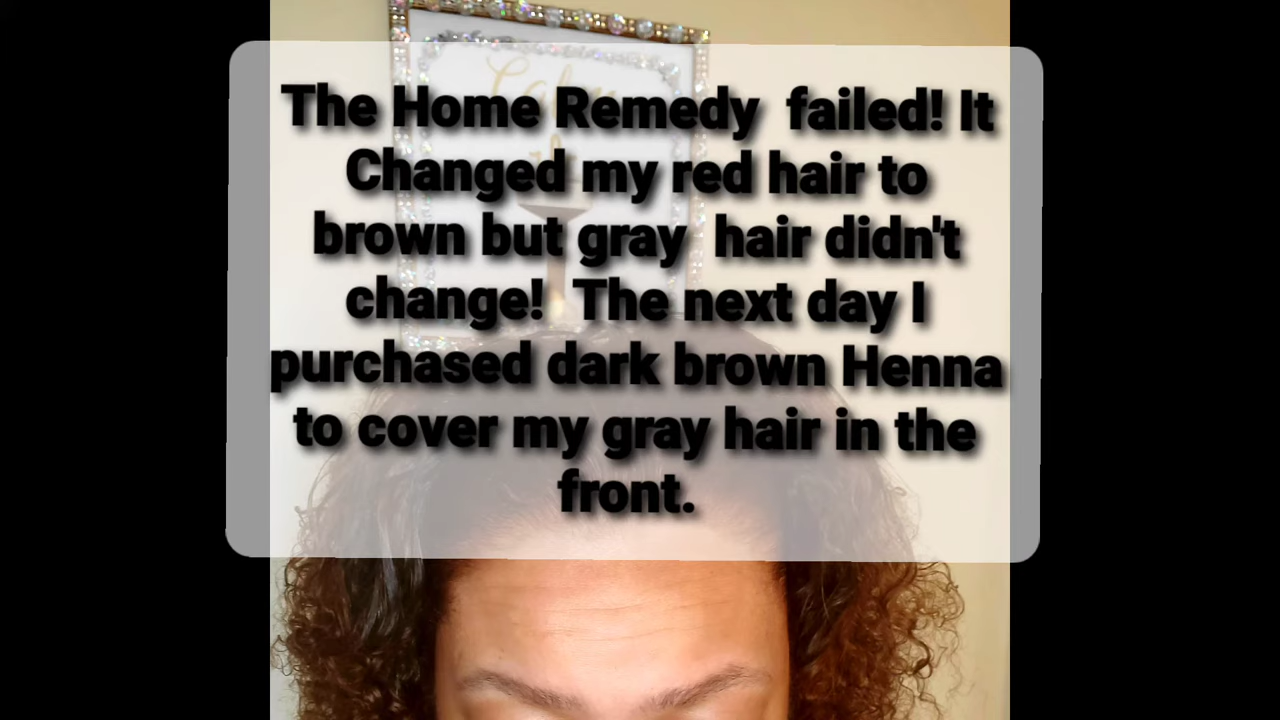 The Home Remedy  failed! It
Changed my red hair to
brown but gray  hair didn't
change!  The next day I
purchased dark brown Henna
to cover my gray hair in the
front.